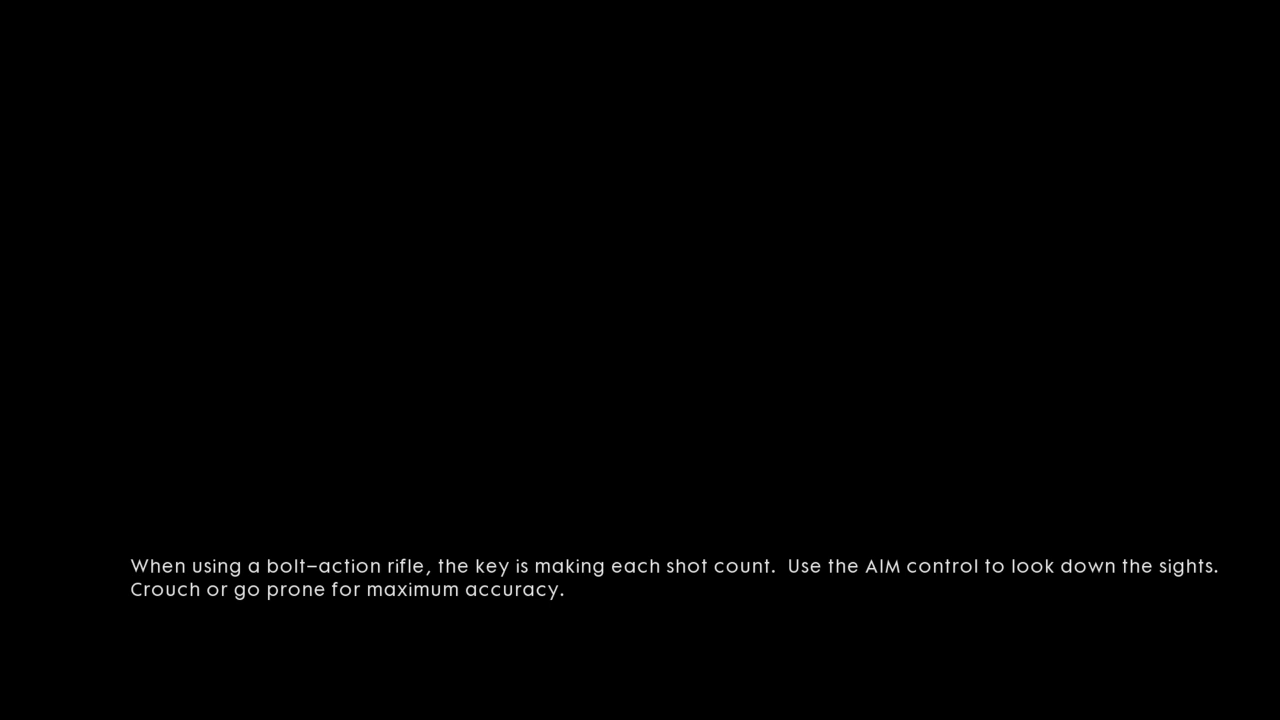 When using a bolt-action rifle, the key is making each shot count.  Use the AIM control to look down the sights.
Crouch or go prone for maximum accuracy.